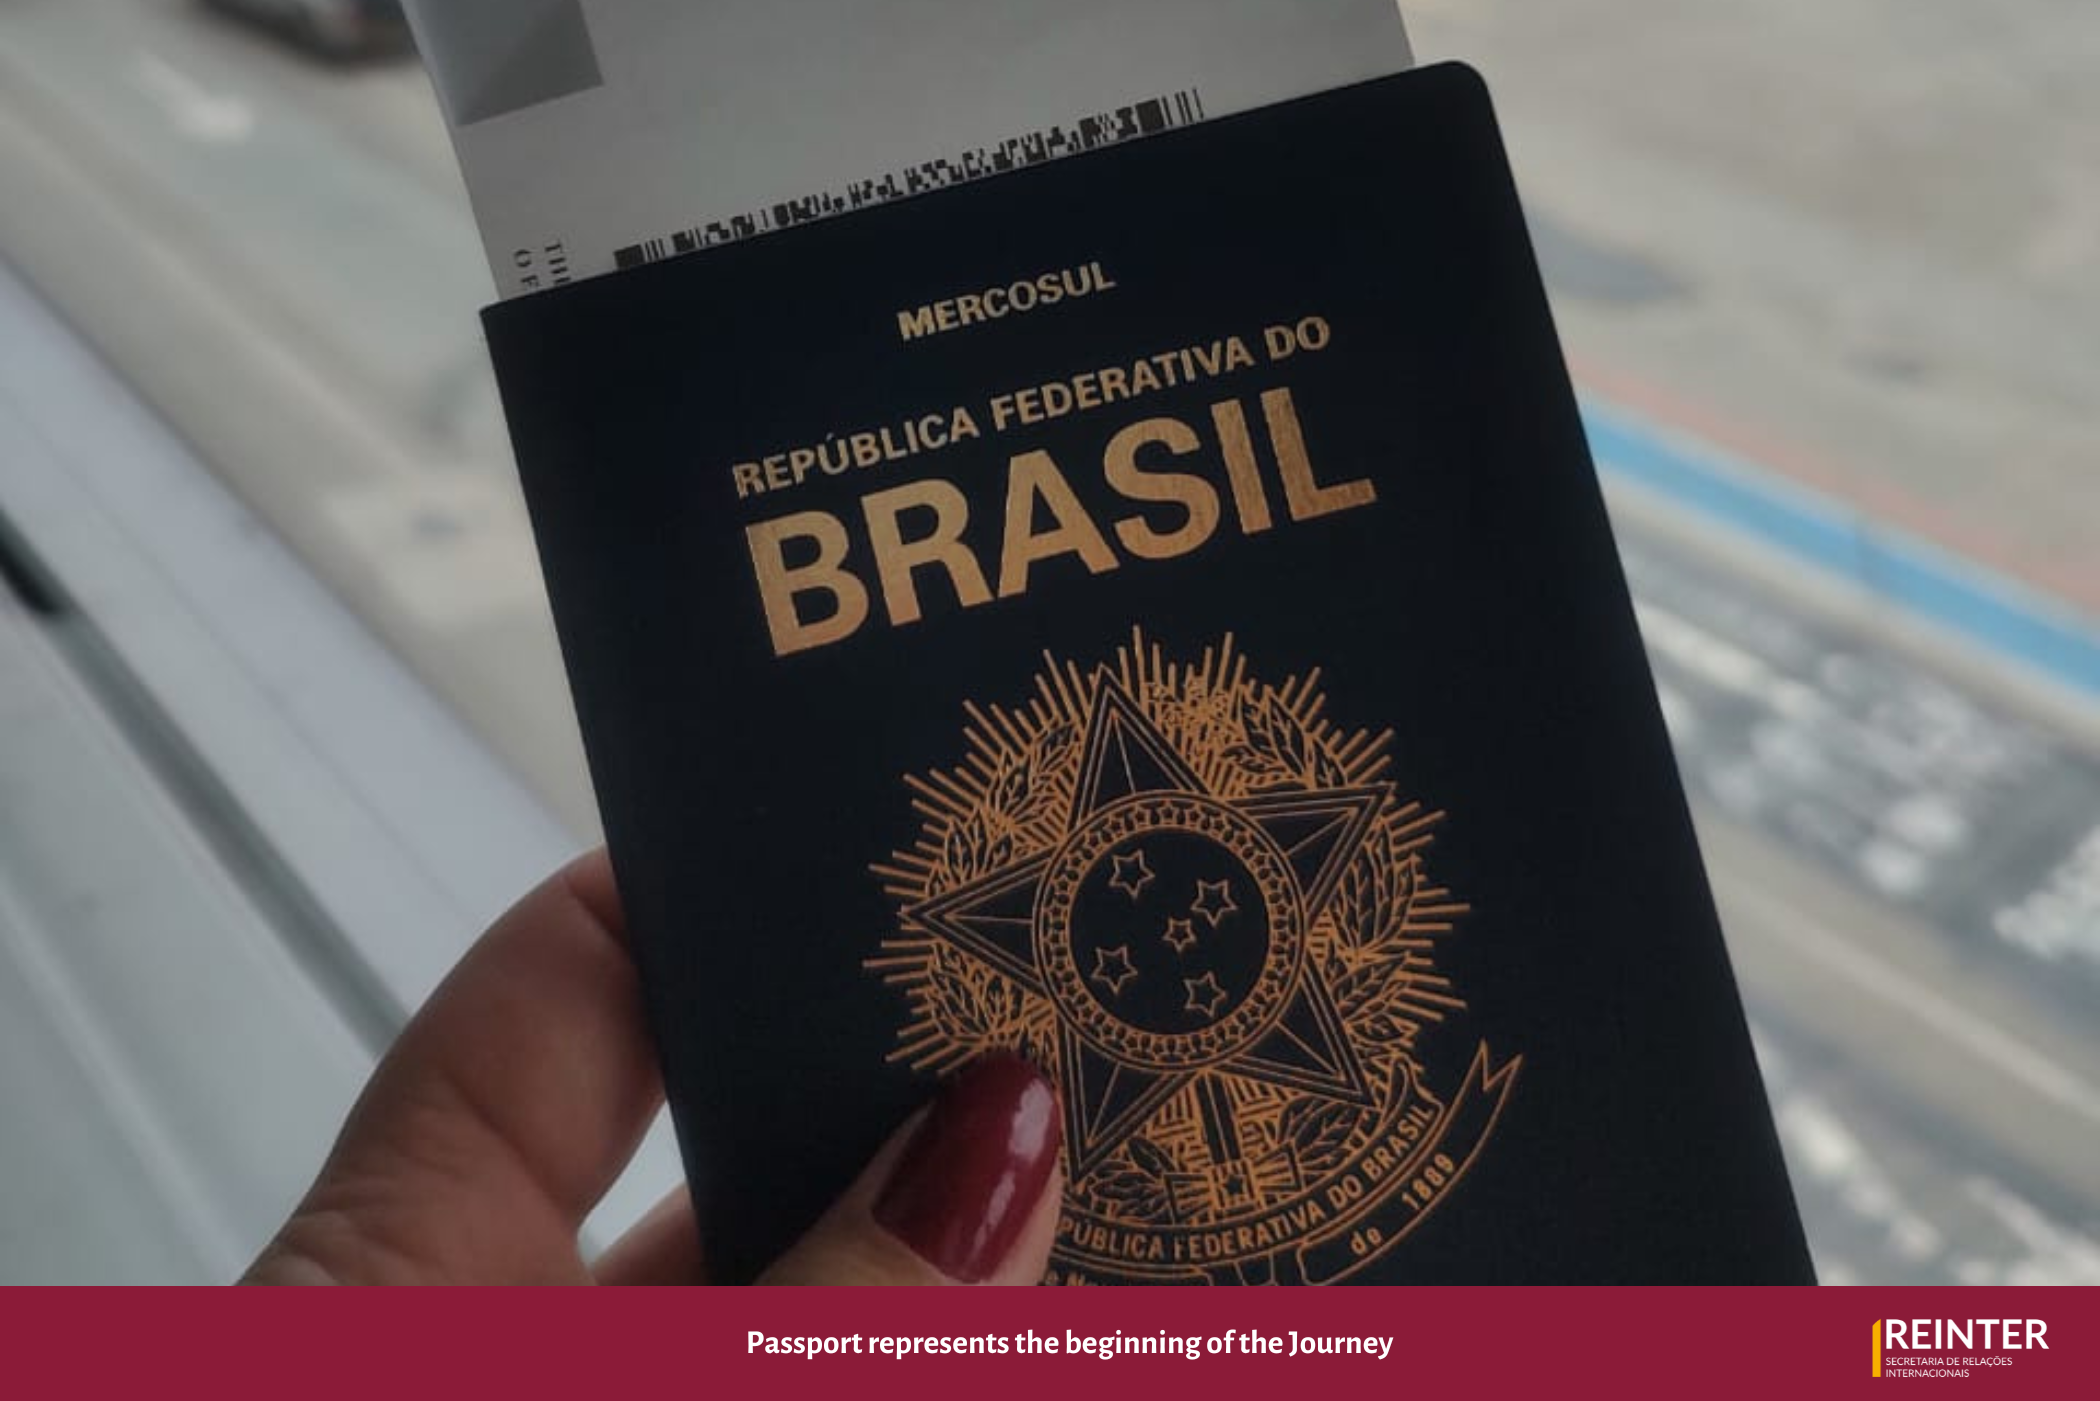 MERCOSUL
REPÚBLICA FEDERATIVA DO
BRASIL
PÚBLICA FEDERATIVA DO BRASIL
de 1889
Passport represents the beginning of the Journey
REINTER
SECRETARIA DE RELAÇÕES
INTERNACIONAIS